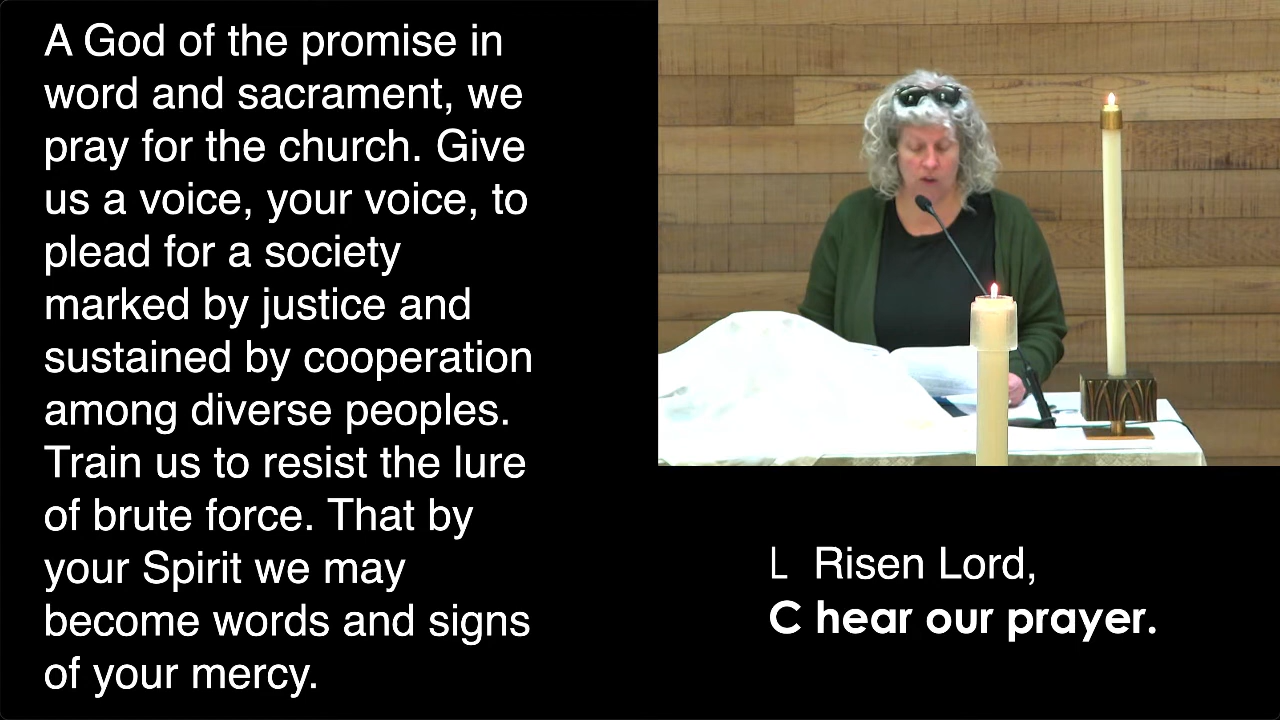 A God of the promise in
word and sacrament, we
pray for the church. Give
us a voice, your voice, to
plead for a society
marked by justice and
sustained by cooperation
among diverse peoples.
Train us to resist the lure
of brute force. That by
your Spirit we may
become words and signs
of your mercy.
L Risen Lord,
C hear our prayer.